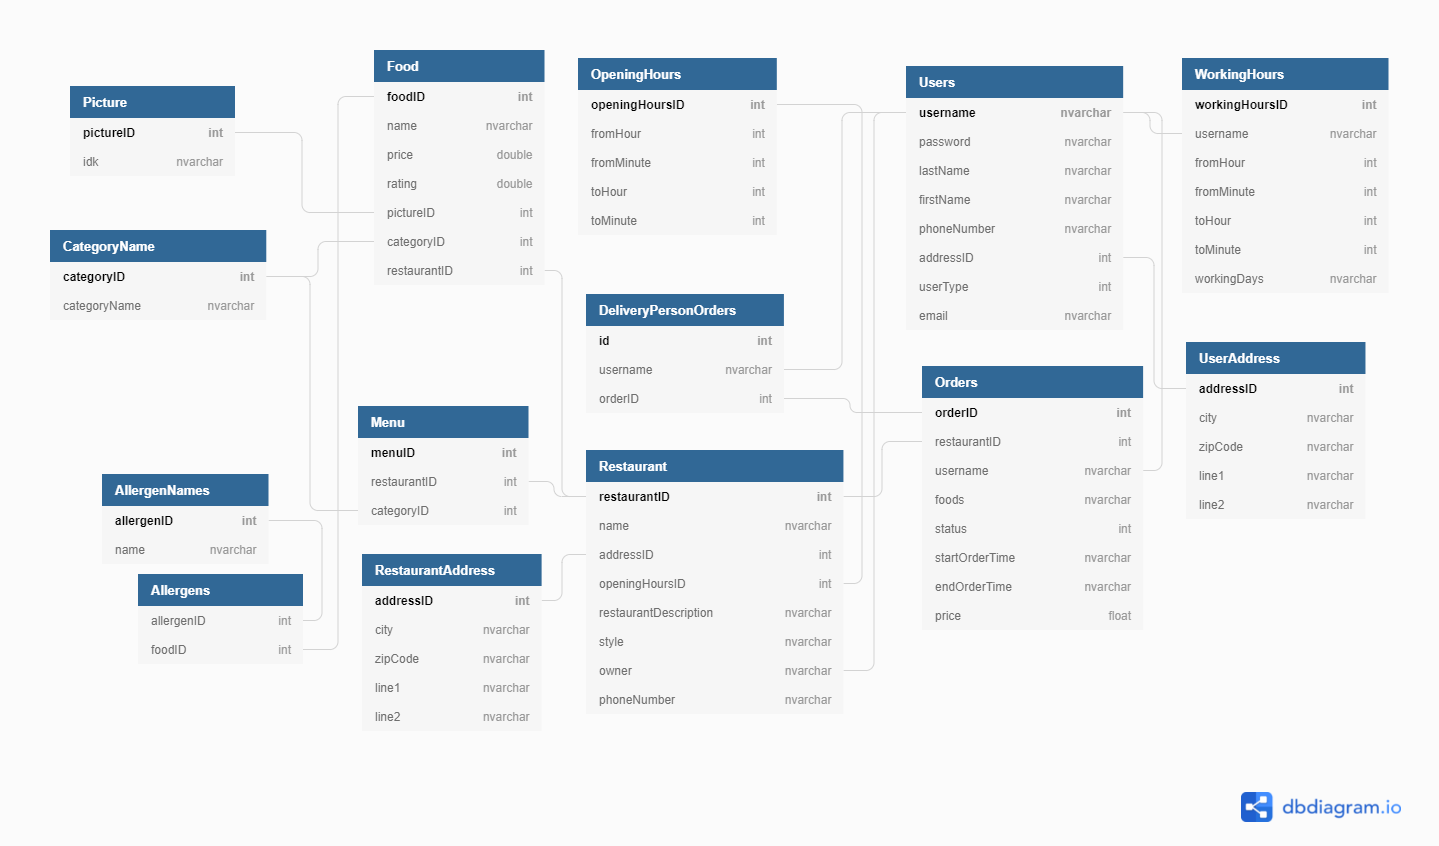 Picture
pictureID int
idk nvarchar
CategoryName
categoryID int
categoryName nvarchar
AllergenNames
allergenID int
name nvarchar
Allergens
allergenID int
foodID int
Food
foodID int
name nvarchar
price double
rating double
pictureID int
categoryID int
restaurantID int
Menu
menuID int
restaurantID int
categoryID int
RestaurantAddress
addressID int
city nvarchar
zipCode nvarchar
line1 nvarchar
line2 nvarchar
OpeningHours
openingHoursID int
fromHour int
fromMinute int
toHour int
toMinute int
DeliveryPersonOrders
id int
username nvarchar
orderID int
Restaurant
restaurantID int
name nvarchar
addressID int
openingHoursID int
restaurantDescription nvarchar
style nvarchar
owner nvarchar
phoneNumber nvarchar
Users
username nvarchar
password nvarchar
lastName nvarchar
firstName nvarchar
phoneNumber nvarchar
addressID int
userType int
email nvarchar
Orders
orderID int
restaurantID int
username nvarchar
foods nvarchar
status int
startOrderTime nvarchar
endOrderTime nvarchar
price float
WorkingHours
workingHoursID int
username nvarchar
fromHour int
fromMinute int
toHour int
toMinute int
workingDays nvarchar
UserAddress
addressID int
city nvarchar
zipCode nvarchar
line1 nvarchar
line2 nvarchar
dbdiagram.io